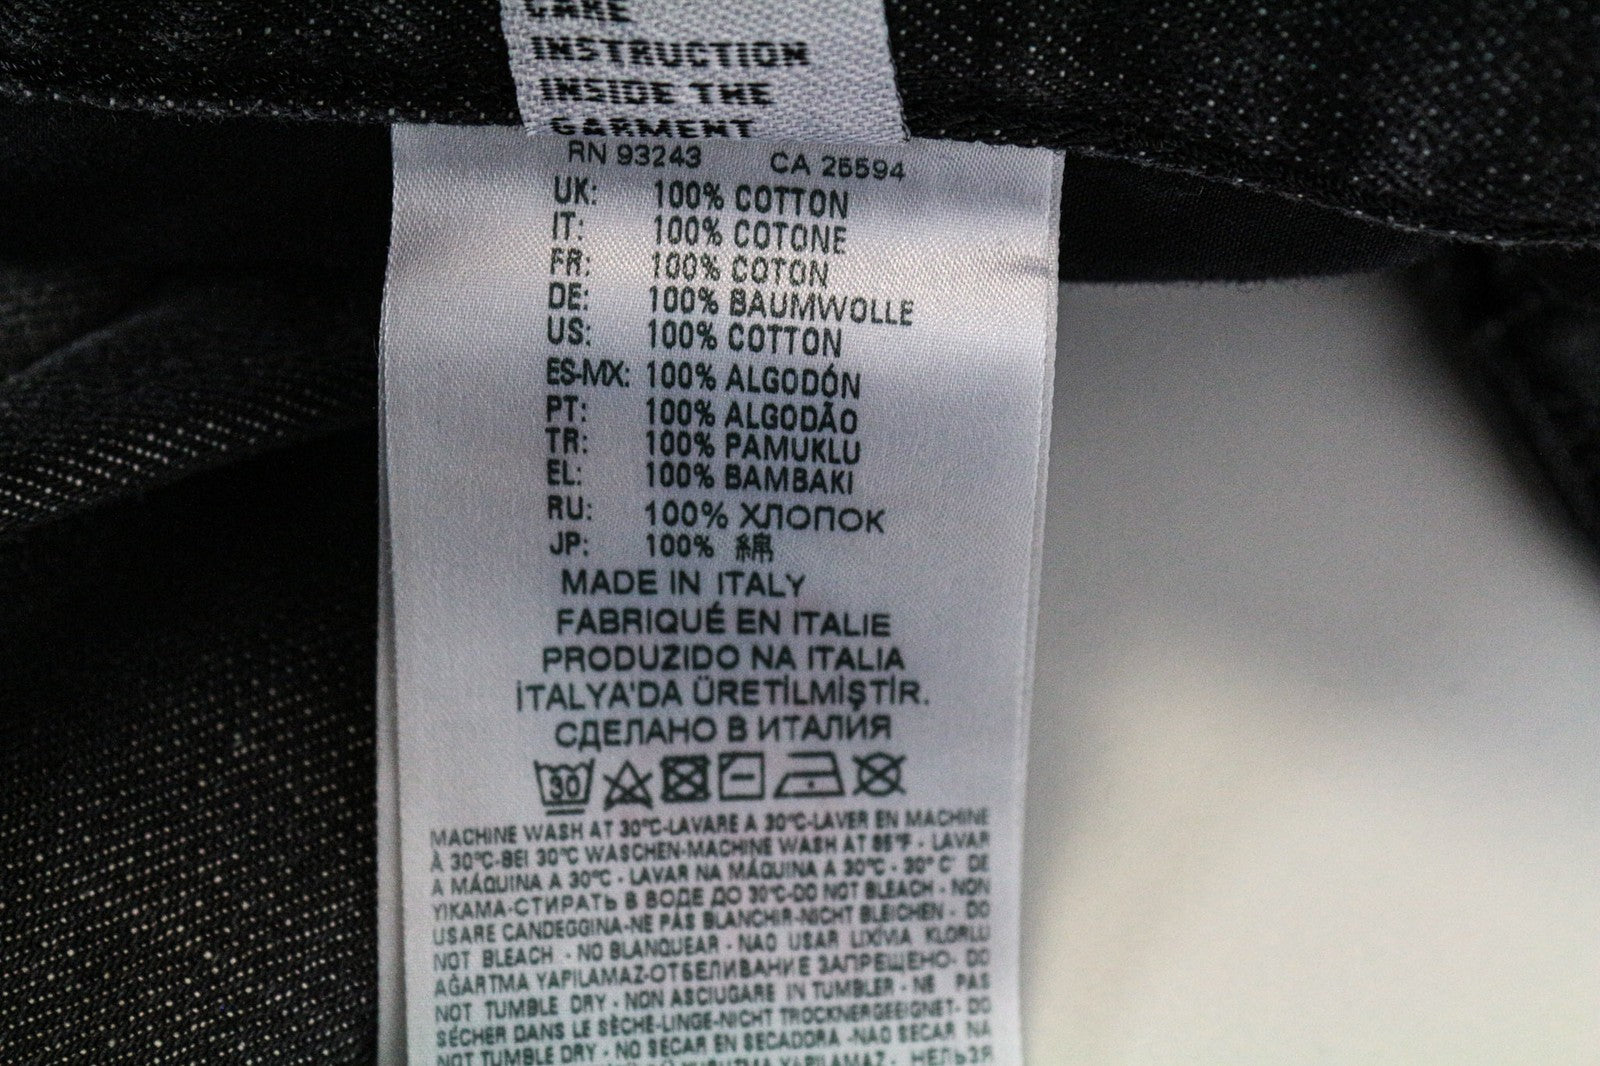 CARE
INSTRUCTION
INSIDE THE
GARMENT
RN 93243 CA 26594
UK: 100% COTTON
IT: 100% COTONE
FR: 100% COTON
DE: 100% BAUMWOLLE
US: 100% COTTON
ES-MX: 100% ALGODÓN
PT: 100% ALGODÃO
TR: 100% PAMUKLU
EL: 100% BAMBAKI
RU: 100% ХЛОПОК
JP: 100% 綿
MADE IN ITALY
FABRIQUÉ EN ITALIE
PRODUZIDO NA ITALIA
İTALYA'DA ÜRETİLMİŞTİR.
СДЕЛАНО В ИТАЛИЯ
30
MACHINE WASH AT 30°C-LAVARE A 30°C-LAVER EN MACHINE
À 30°C-BEI 30°C WASCHEN-MACHINE WASH AT 86°F - LAVAR
A MÁQUINA A 30°C - LAVAR NA MÁQUINA A 30°C - 30° C' DE
YIKAMA-СТИРАТЬ В ВОДЕ ДО 30°C-DO NOT BLEACH - NON
USARE CANDEGGINA-NE PAS BLANCHIR-NICHT BLEICHEN - DO
NOT BLEACH - NO BLANQUEAR - NAO USAR LIXÍVIA KLORLU
AĞARTMA YAPILAMAZ-ОТБЕЛИВАНИЕ ЗАПРЕЩЕНО- DO
NOT TUMBLE DRY - NON ASCIUGARE IN TUMBLER - NE PAS
SÉCHER DANS LE SÈCHE-LINGE-NICHT TROCKNERGEEIGNET- DO
NOT TUMBLE DRY - NO SECAR EN SECADORA -NAO SECAR NA
YAPILAMAZ - НЕЛЬЗЯ